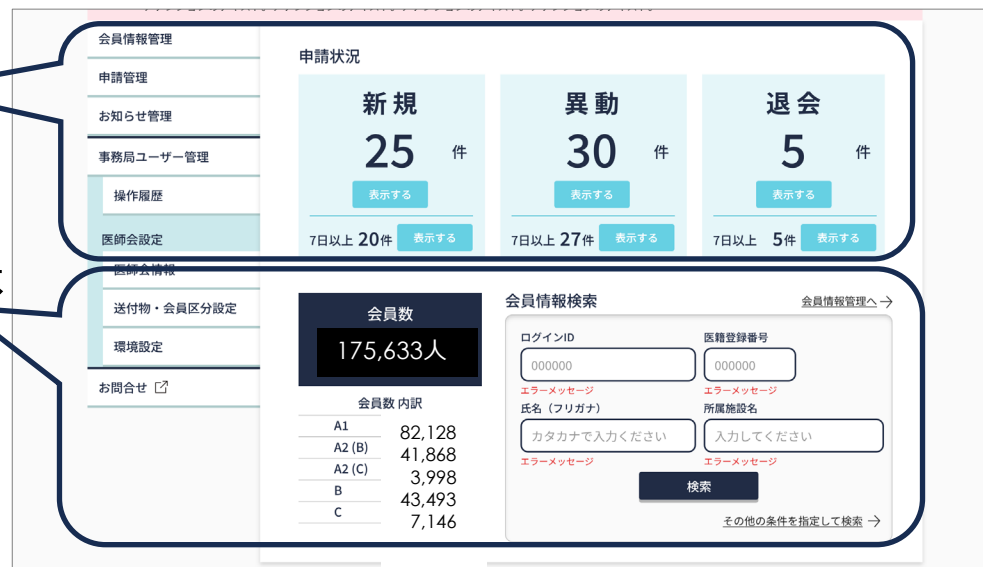 会員情報管理
申請管理
お知らせ管理
事務局ユーザー管理
操作履歴
医師会設定
医師会情報
送付物・会員区分設定
環境設定
お問合せ
申請状況
新規
25 件
表示する
7日以上 20件 表示する
異動
30 件
表示する
7日以上 27件 表示する
退会
5 件
表示する
7日以上 5件 表示する
会員数
175,633人
会員数 内訳
A1 82,128
A2 (B) 41,868
A2 (C) 3,998
B 43,493
C 7,146
会員情報検索
会員情報管理へ →
ログインID
000000
エラーメッセージ
医籍登録番号
000000
エラーメッセージ
氏名（フリガナ）
カタカナで入力ください
エラーメッセージ
所属施設名
入力してください
エラーメッセージ
検索
その他の条件を指定して検索 →